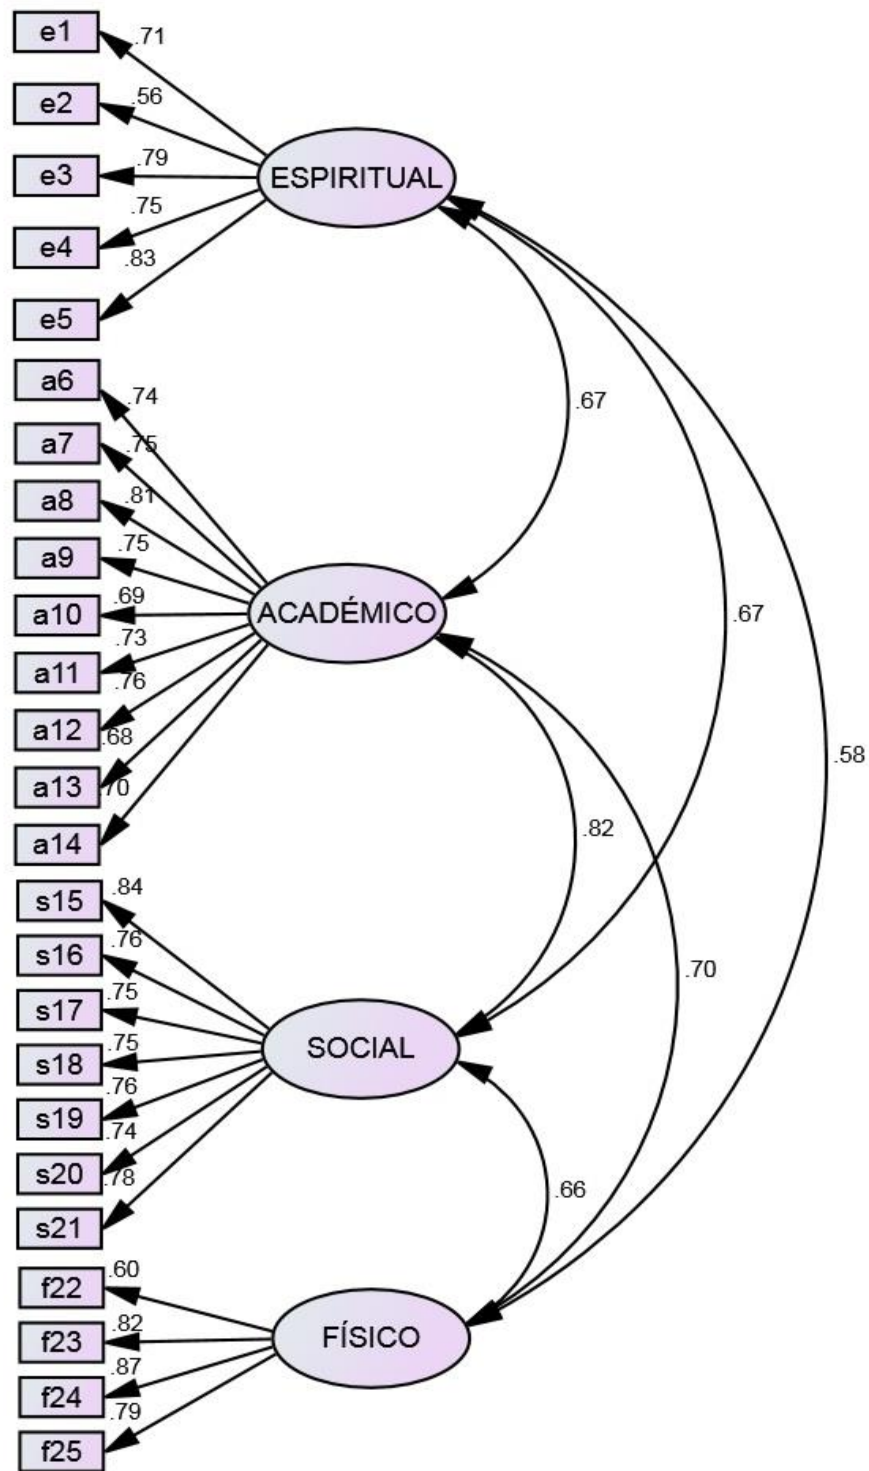 e1
.71
e2
.56
e3
.79
ESPIRITUAL
e4
.75
e5
.83
a6
.74
.67
a7
.75
a8
.81
a9
.75
a10
.69
ACADÉMICO
.67
a11
.73
a12
.76
a13
.68
a14
.70
.58
.82
s15
.84
s16
.76
.70
s17
.75
s18
.75
SOCIAL
s19
.76
s20
.74
s21
.78
.66
f22
.60
f23
.82
FÍSICO
f24
.87
f25
.79